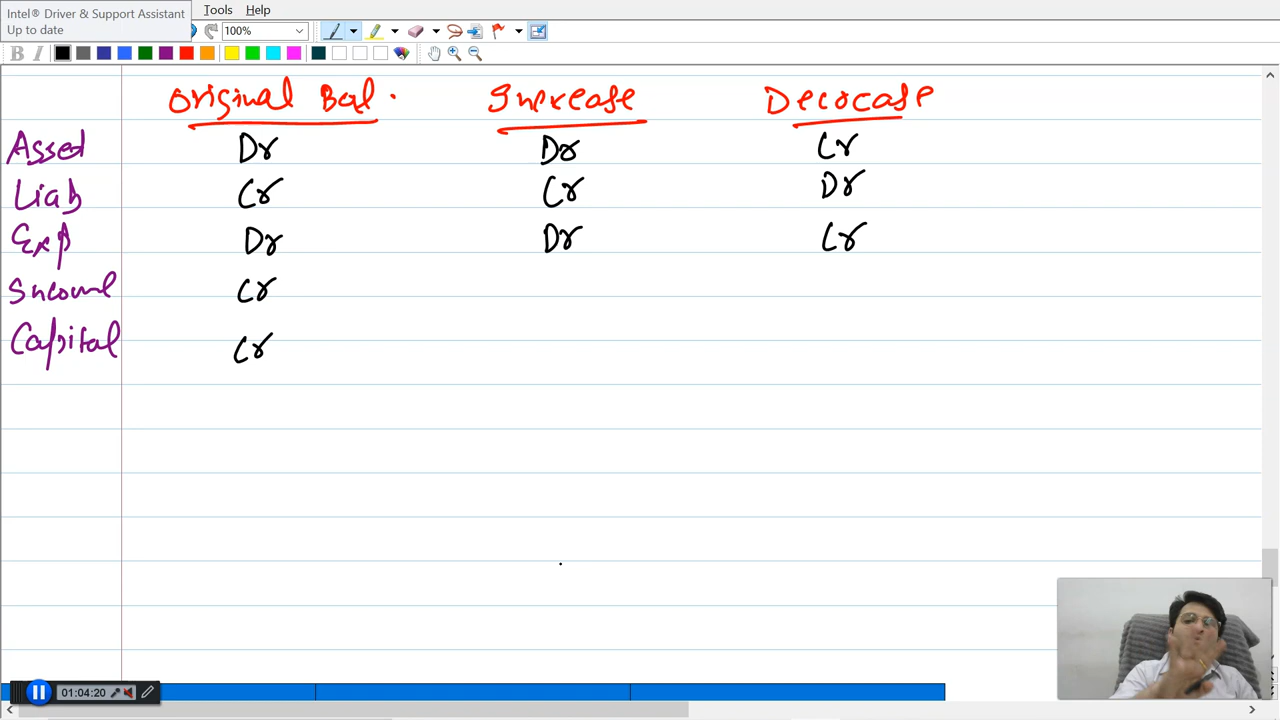 Intel® Driver & Support Assistant
Up to date
Tools Help
100%
B I
Original Bal. Increase Decrease
Asset Dr Dr Cr
Liab Cr Cr Dr
Exp Dr Dr Cr
Income Cr
Capital Cr
01:04:20